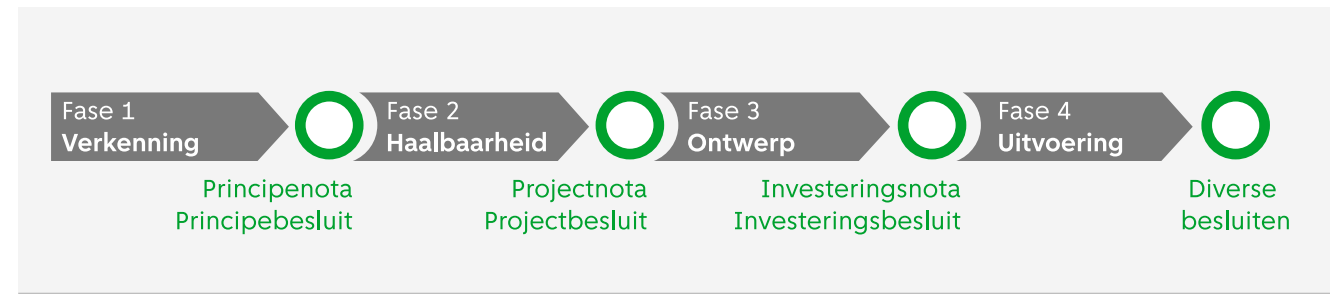 Fase 1
Verkenning
Fase 2
Haalbaarheid
Fase 3
Ontwerp
Fase 4
Uitvoering
Principenota
Principebesluit
Projectnota
Projectbesluit
Investeringsnota
Investeringsbesluit
Diverse
besluiten